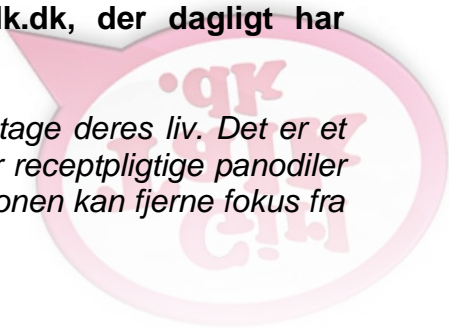 lk.dk, der dagligt har
tage deres liv. Det er et
r receptpligtige panodiler
onen kan fjerne fokus fra